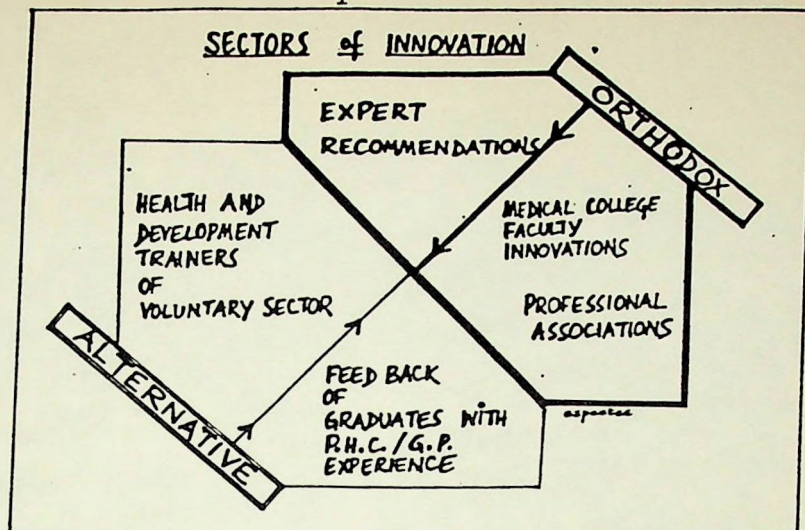 SECTORS of INNOVATION
ORTHODOX
EXPERT
RECOMMENDATIONS
HEALTH AND
DEVELOPMENT
TRAINERS
OF
VOLUNTARY SECTOR
MEDICAL COLLEGE
FACULTY
INNOVATIONS
PROFESSIONAL
ASSOCIATIONS
ALTERNATIVE
FEED BACK
OF
GRADUATES WITH
P.H.C./G.P.
EXPERIENCE